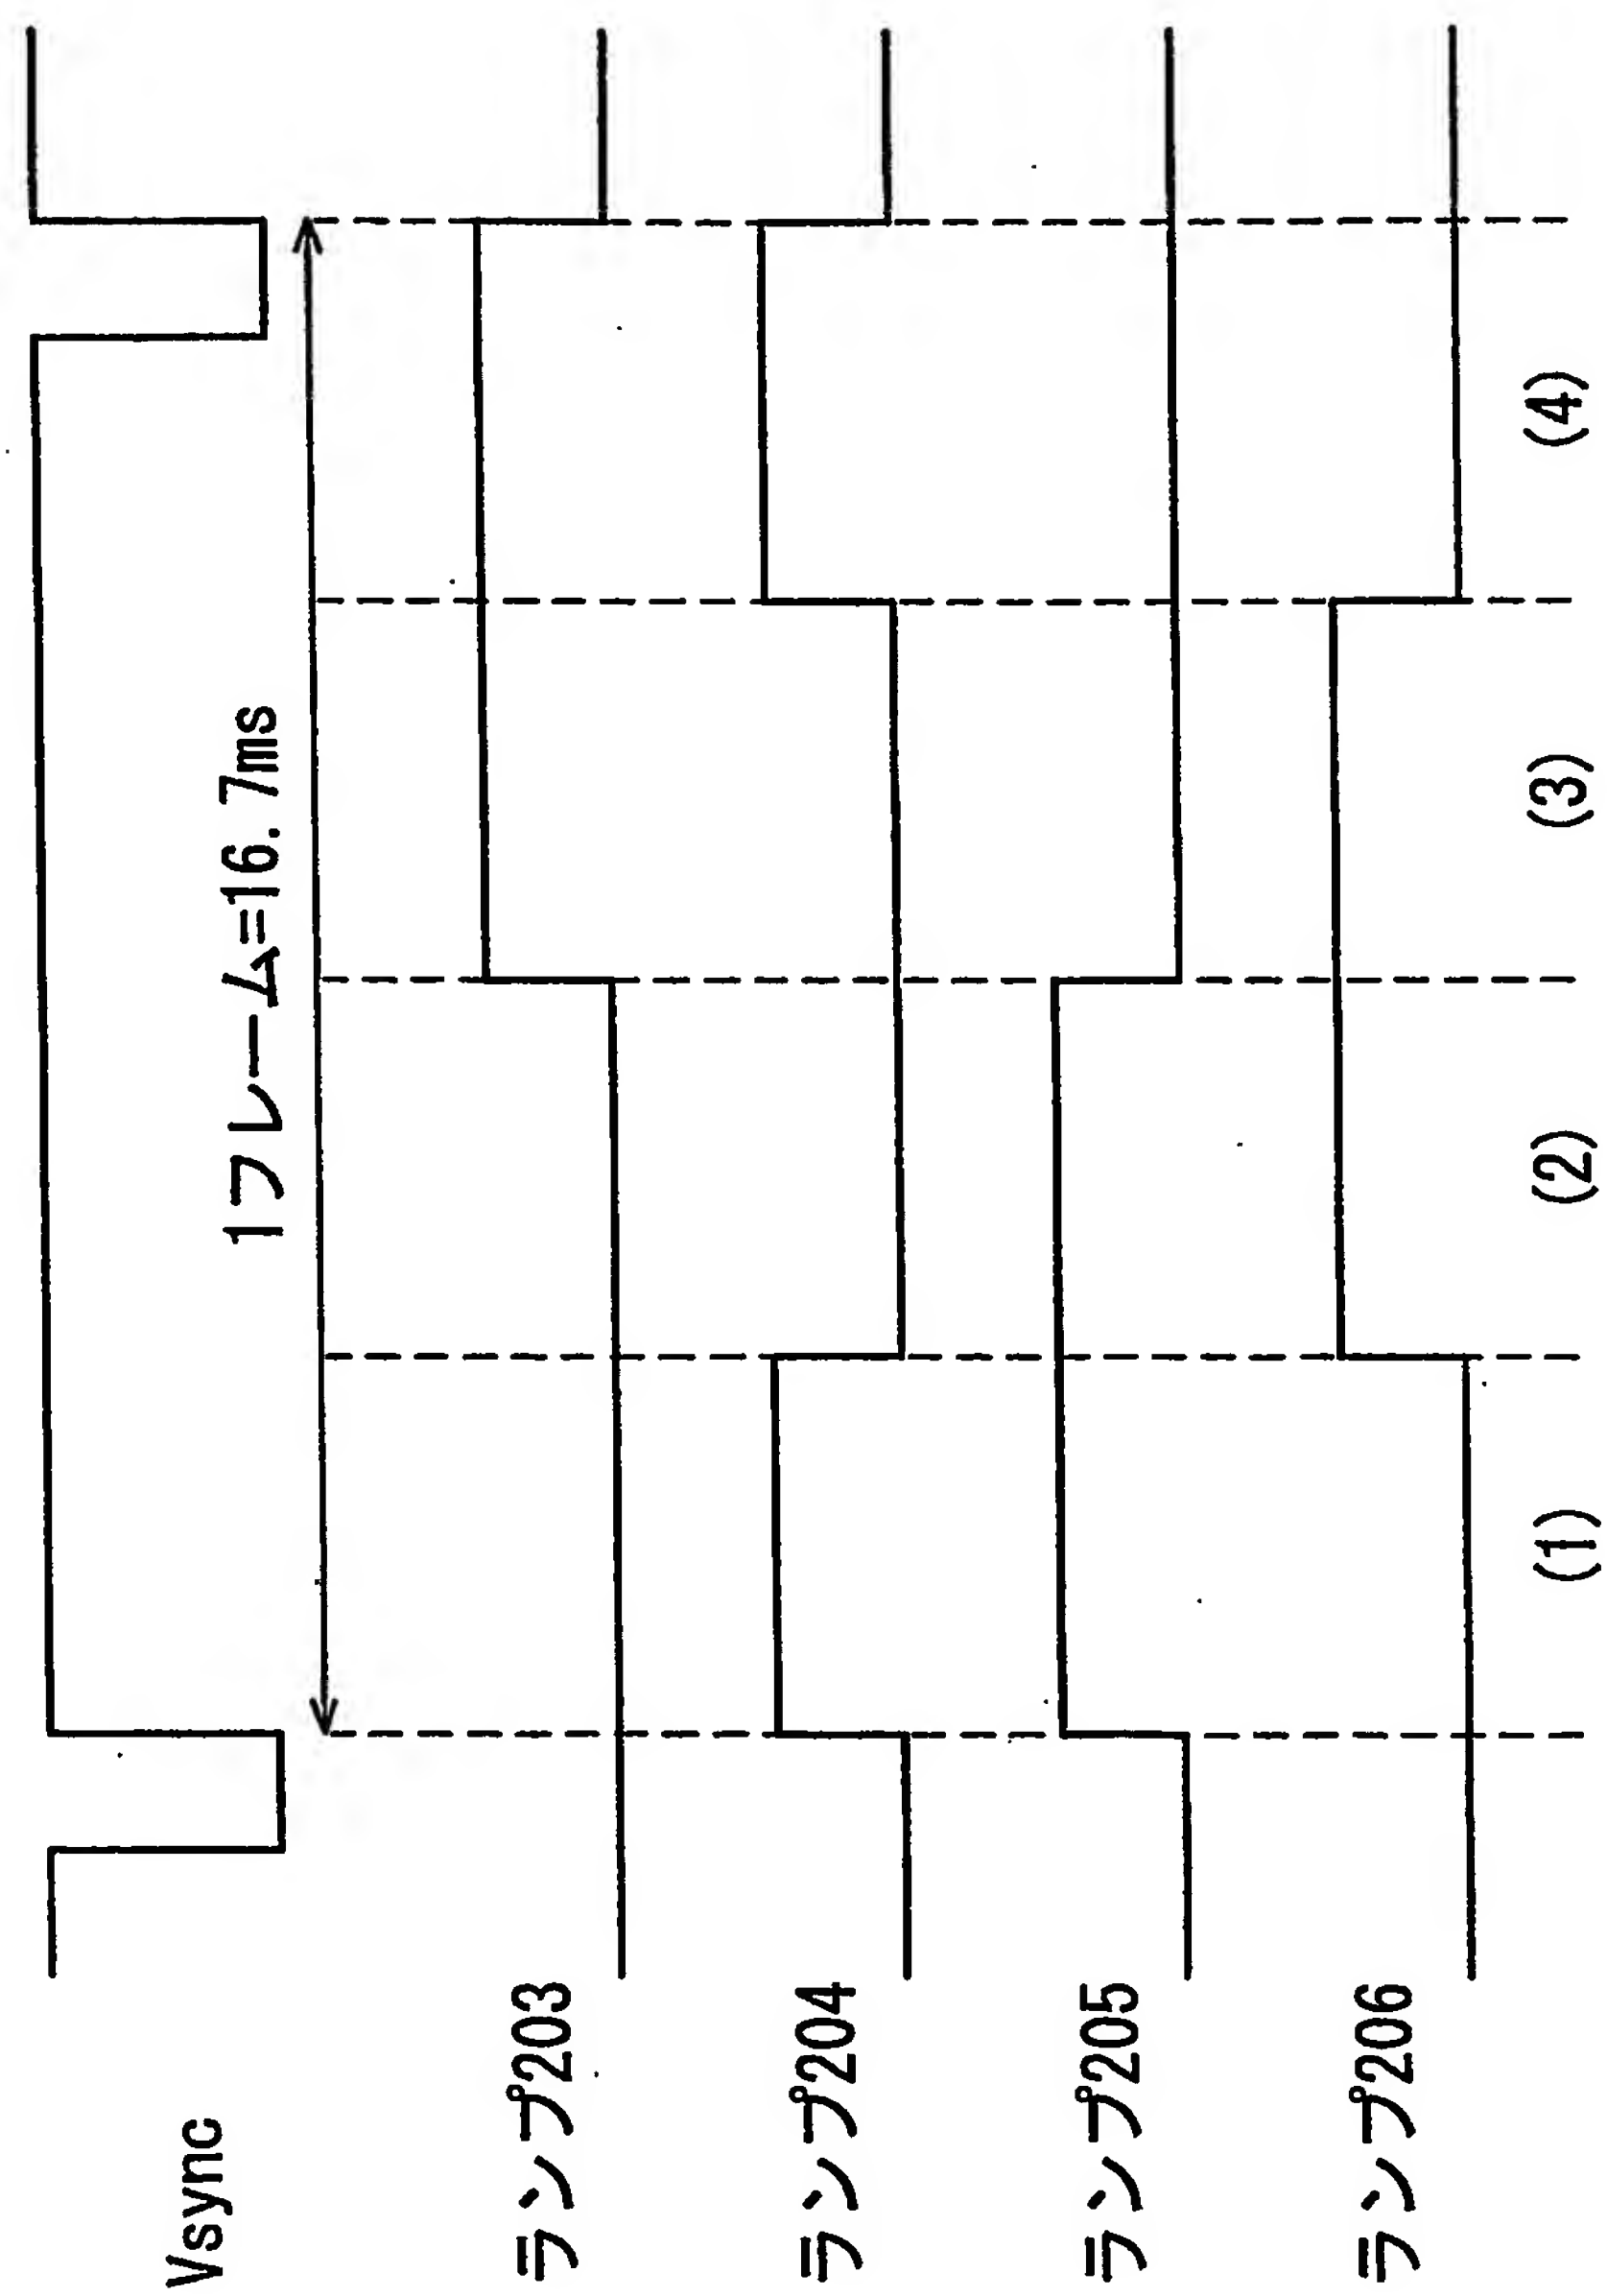 Vsync
1フレーム=16.7ms
ランプ203
ランプ204
ランプ205
ランプ206
(1) (2) (3) (4)